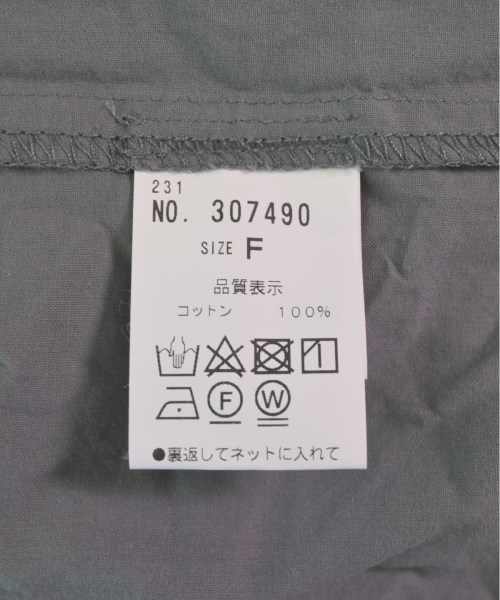 231
NO. 307490
SIZE F
品質表示
コットン 100%
F W
●裏返してネットに入れて